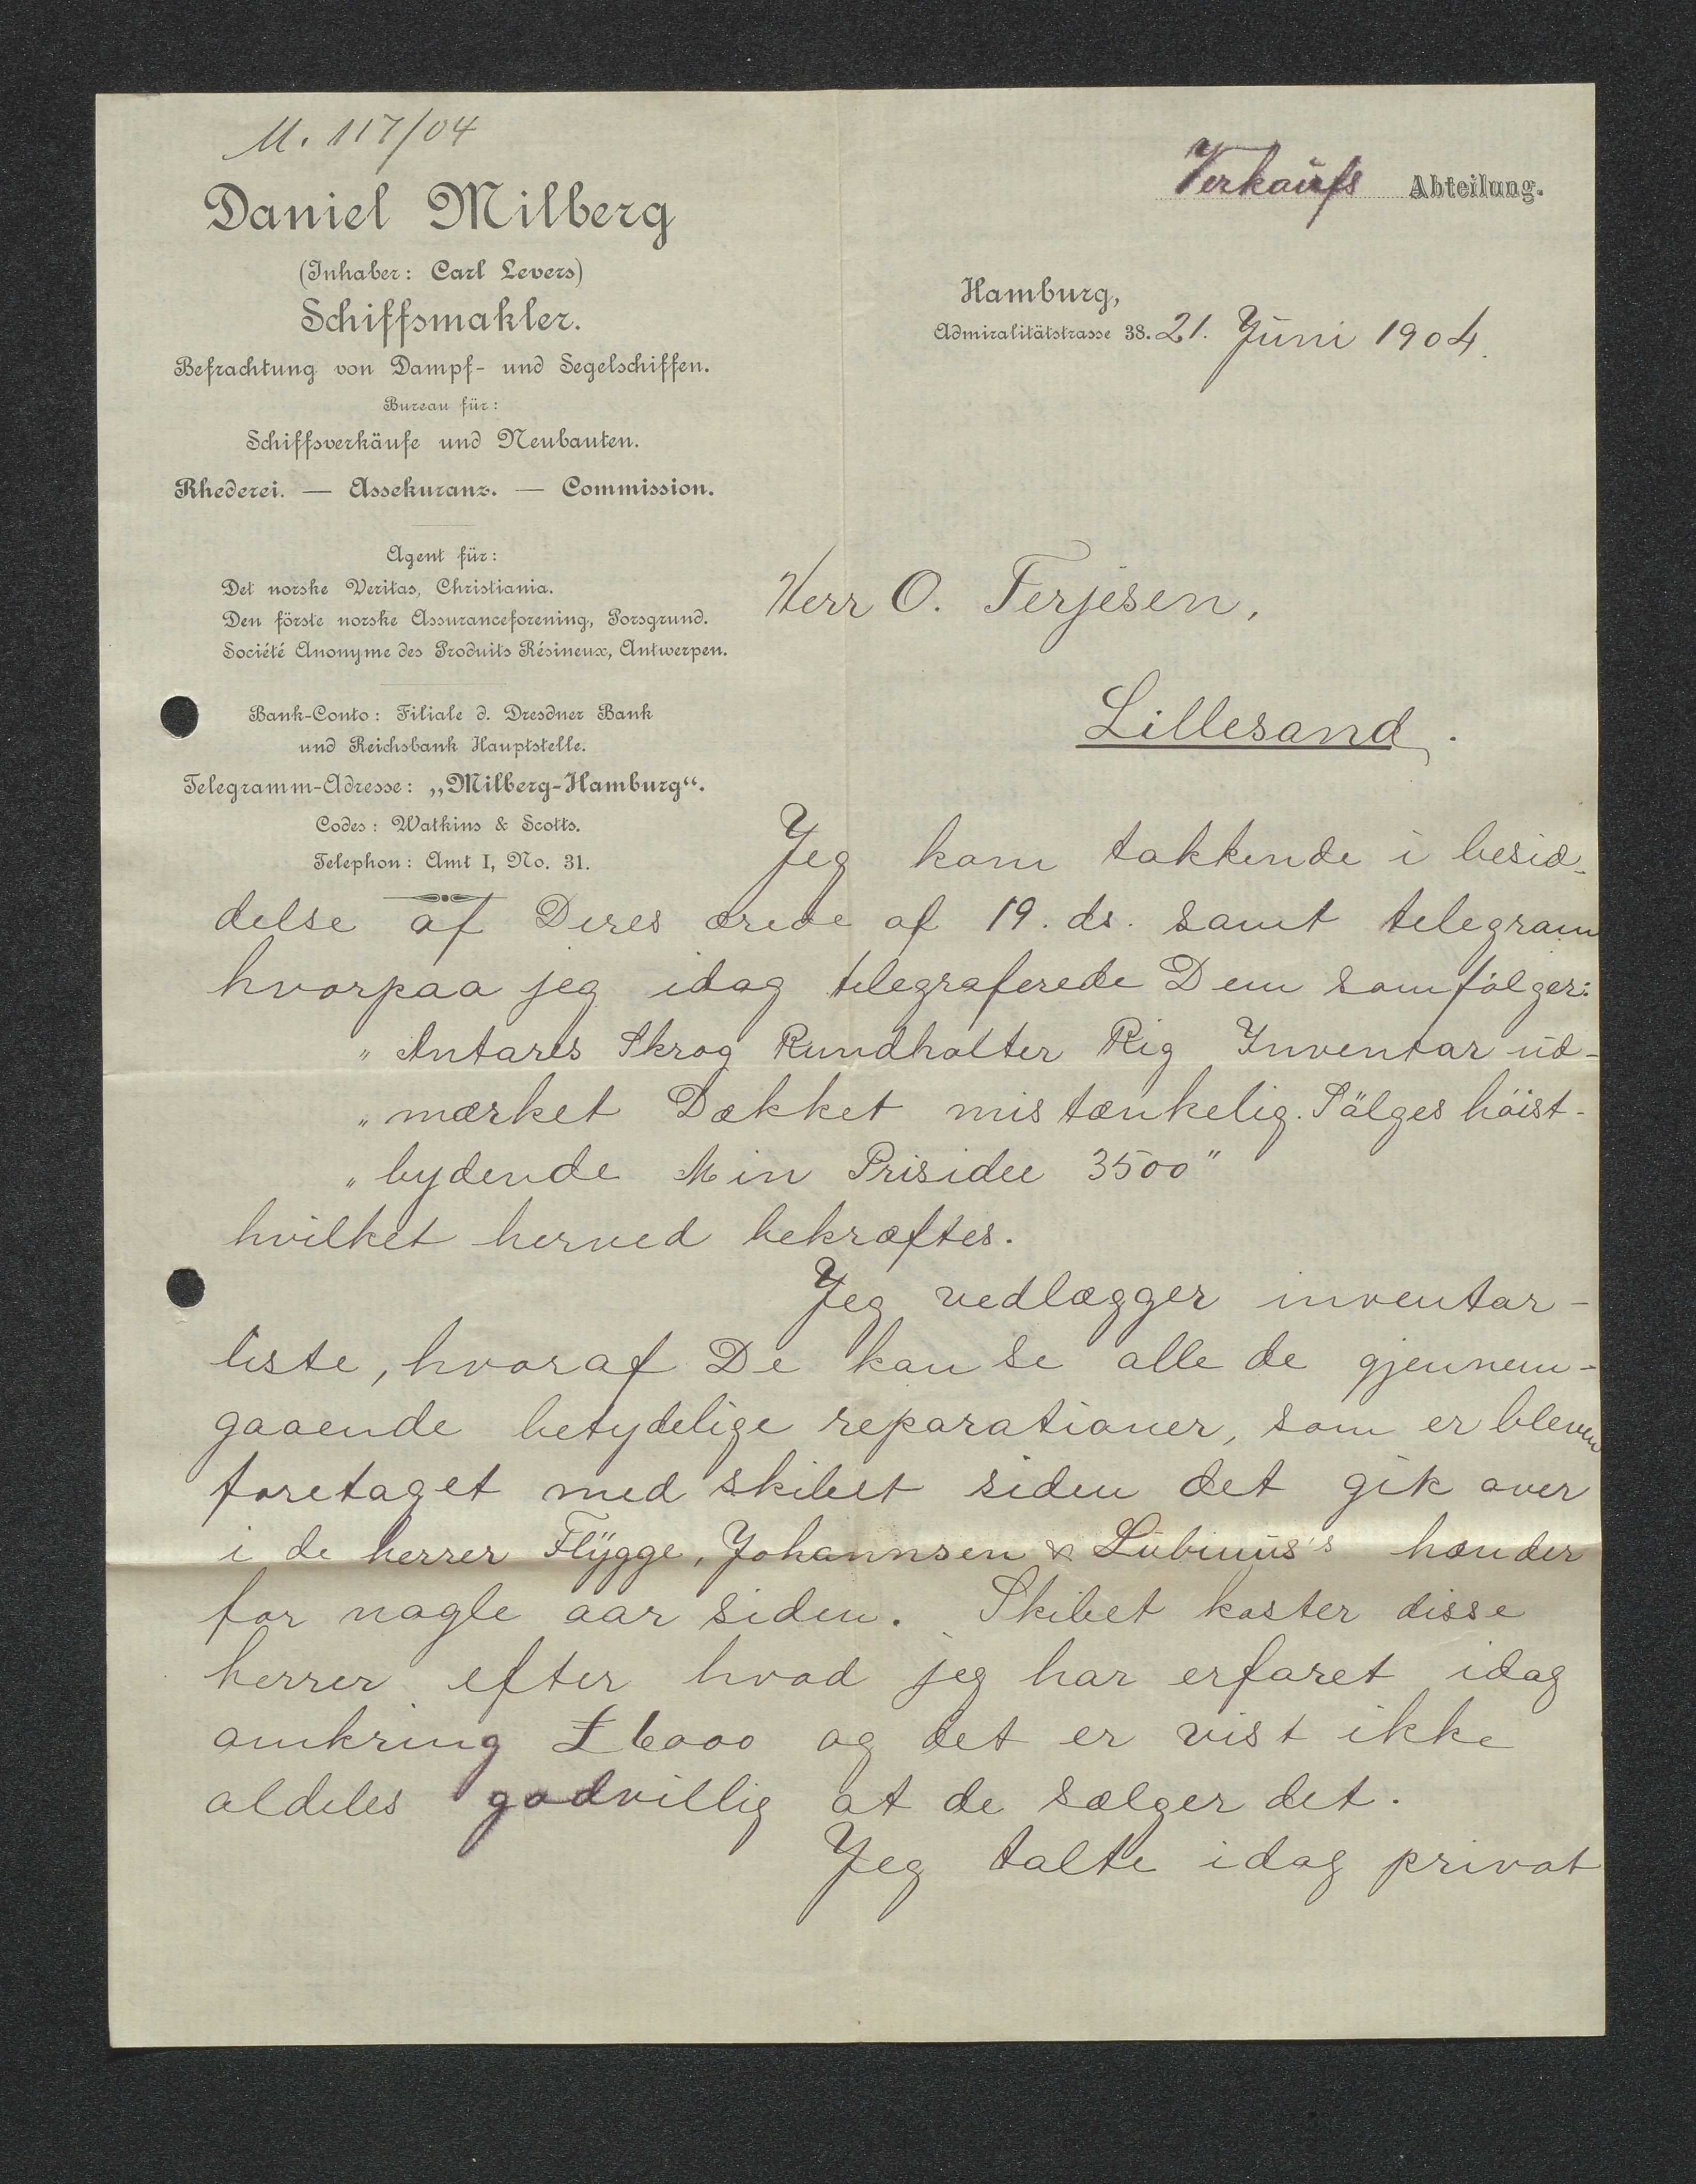 M. 117/04
Daniel Milberg
(Inhaber: Carl Levers)
Schiffsmakler.
Befrachtung von Dampf- und Segelschiffen.
Bureau für:
Schiffsverkäufe und Neubauten.
Rhederei. — Assekuranz. — Commission.
Agent für:
Det norske Veritas, Christiania.
Den förste norske Assuranceforening, Porsgrund.
Société Anonyme des Produits Résineux, Antwerpen.
Bank-Conto: Filiale d. Dresdner Bank
und Reichsbank Hauptstelle.
Telegramm-Adresse: „Milberg-Hamburg“.
Codes: Watkins & Scotts.
Telephon: Amt I, No. 31.
Verkaufs Abteilung.
Hamburg,
Admiralitätstrasse 38. 21. Juni 1904.
Herr O. Terjesen,
Lillesand.
Jeg kom takkende i besid-
delse af Deres ærede af 19. ds. samt telegram
hvorpaa jeg idag telegraferede Dem som fölger:
" Antares Skrog Rundholter Rig Inventar ud-
" mærket Dækket mistænkelig. Sälges höist-
" bydende Min Prisidee 3500"
hvilket herved bekræftes.
Jeg vedlægger inventar-
liste, hvoraf De kan se alle de gjennem-
gaaende betydelige reparationer, som er bleven
foretaget med skibet siden det gik over
i de herrer Flügge, Johannsen & Lubinus's hænder
for nogle aar siden. Skibet koster disse
herrer efter hvad jeg har erfaret idag
omkring £ 6000 og det er vist ikke
aldeles godvillig at de sælger det.
Jeg talte idag privat